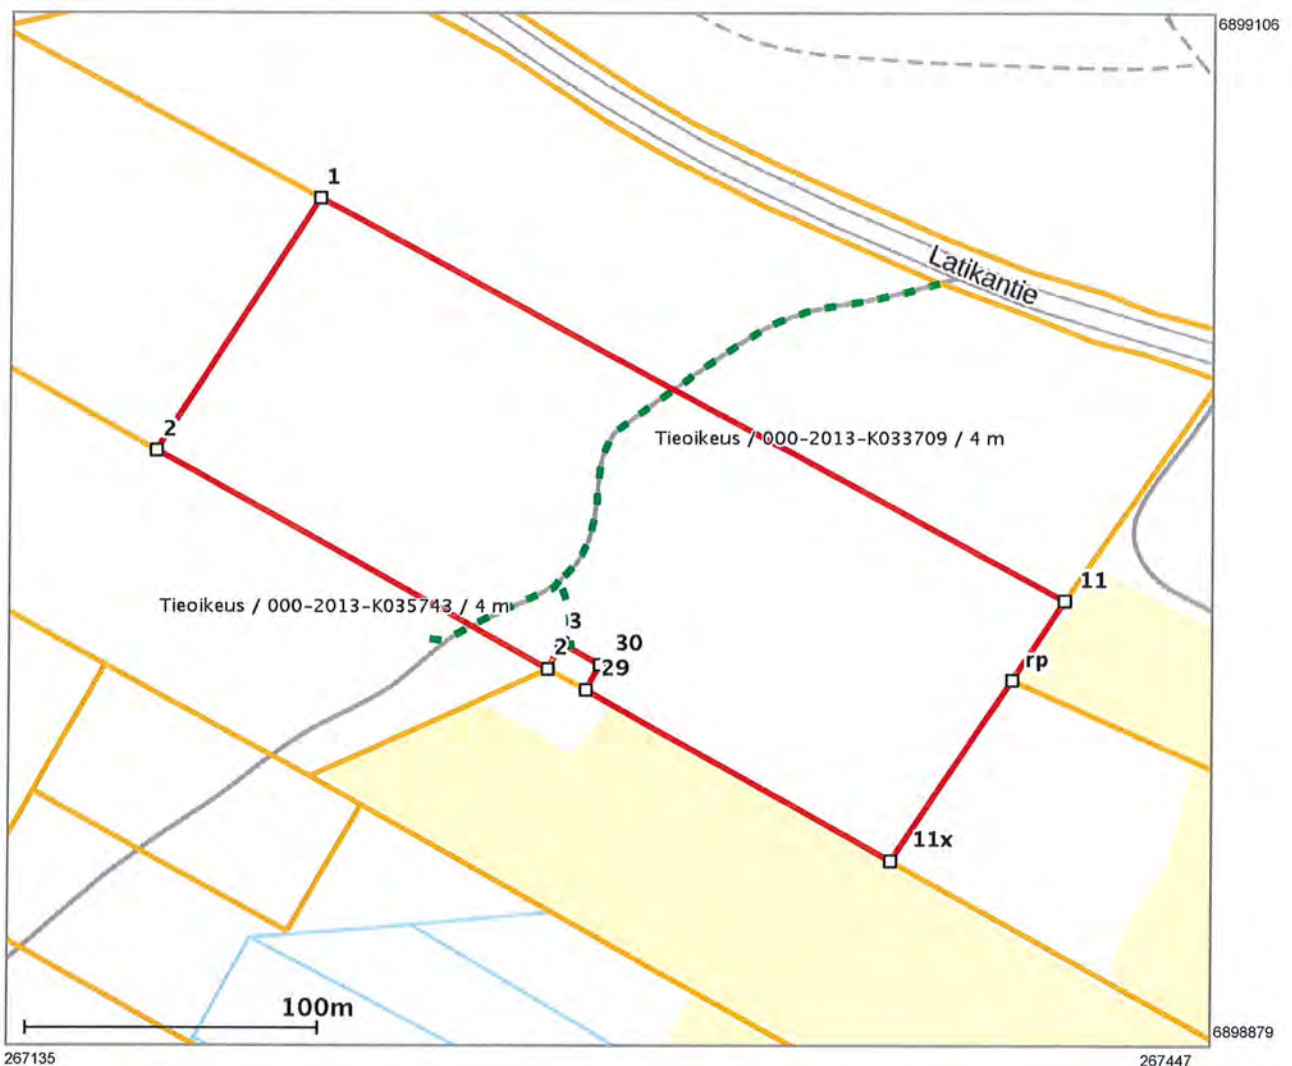 6899106
1
Latikantie
2
Tieoikeus / 000-2013-K033709 / 4 m
11
Tieoikeus / 000-2013-K035743 / 4 m
3
2
30
29
rp
11x
100m
6898879
267135
267447